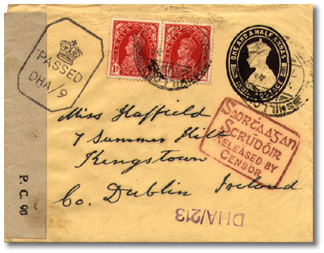 PASSED
DHA/9
ONE AND A HALF ANNAS
Miss Haffield
7 Summer Hill
Kingstown
Co. Dublin Ireland
SCRÚDÓIR
RELEASED BY
CENSOR
P.C. 90
DHA/213